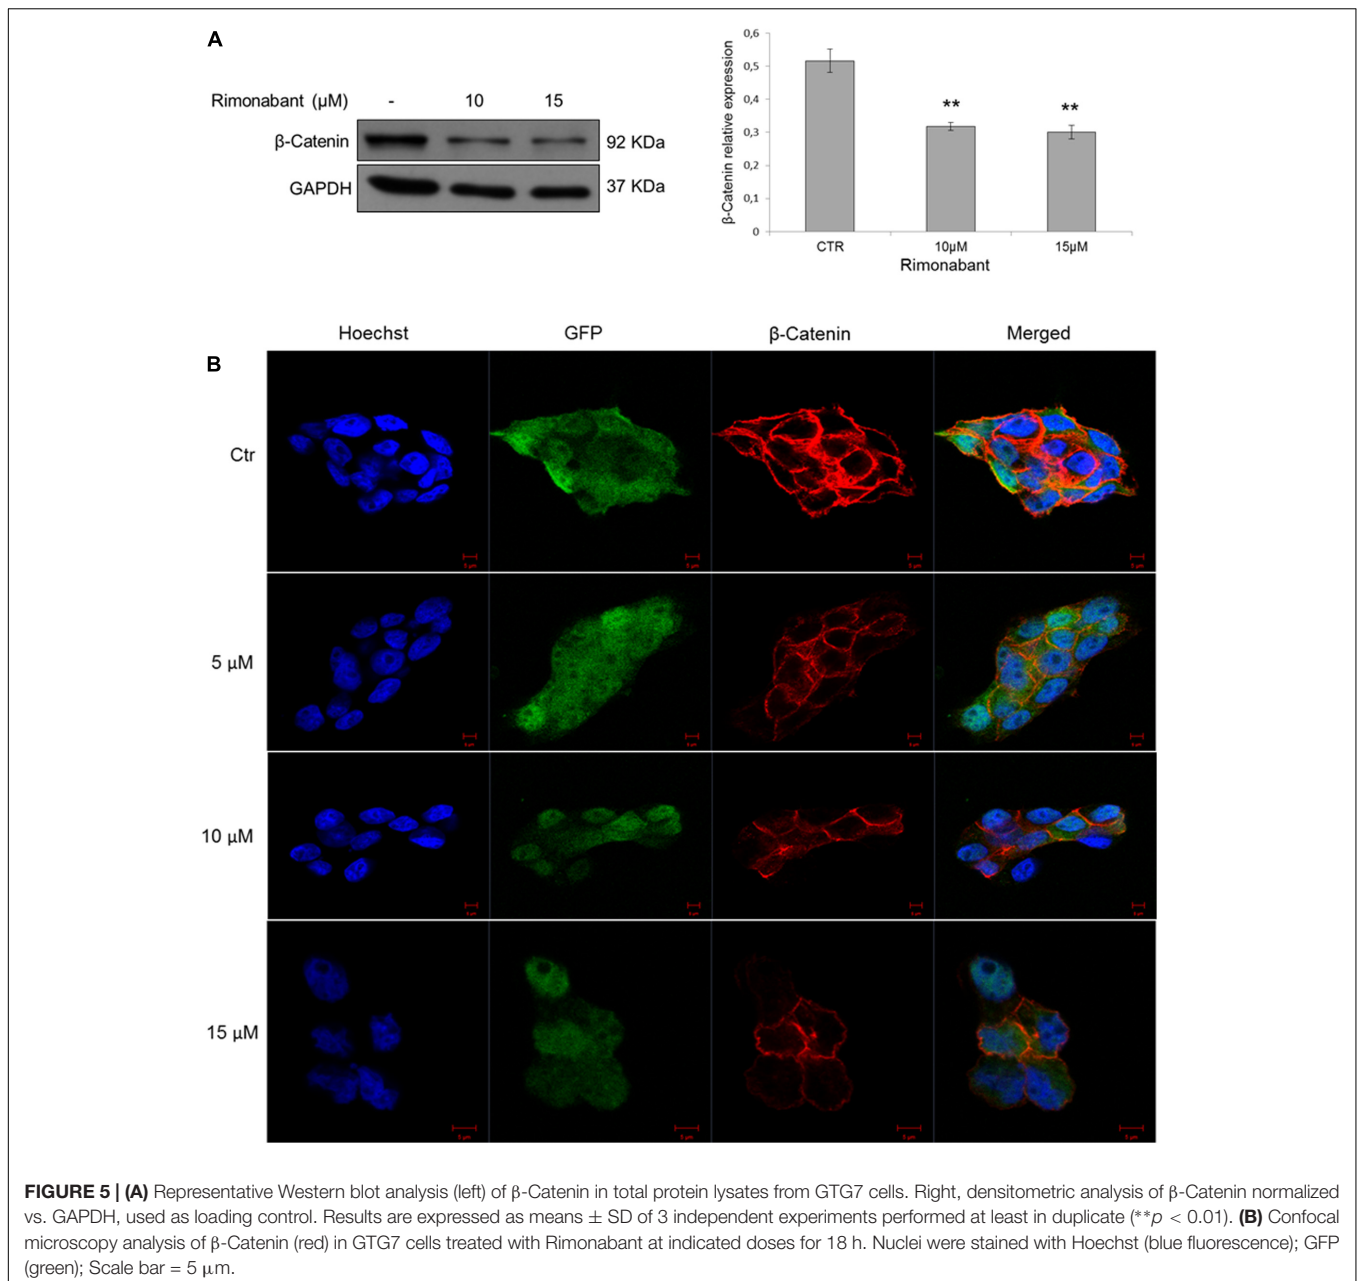 A
Rimonabant (µM) - 10 15
β-Catenin 92 KDa
GAPDH 37 KDa
β-Catenin relative expression
0,6
0,5
0,4
0,3
0,2
0,1
0
** **
CTR 10µM 15µM
Rimonabant
Hoechst GFP β-Catenin Merged
B
Ctr
5 µM
10 µM
15 µM
FIGURE 5 | (A) Representative Western blot analysis (left) of β-Catenin in total protein lysates from GTG7 cells. Right, densitometric analysis of β-Catenin normalized
vs. GAPDH, used as loading control. Results are expressed as means ± SD of 3 independent experiments performed at least in duplicate (**p < 0.01). (B) Confocal
microscopy analysis of β-Catenin (red) in GTG7 cells treated with Rimonabant at indicated doses for 18 h. Nuclei were stained with Hoechst (blue fluorescence); GFP
(green); Scale bar = 5 µm.